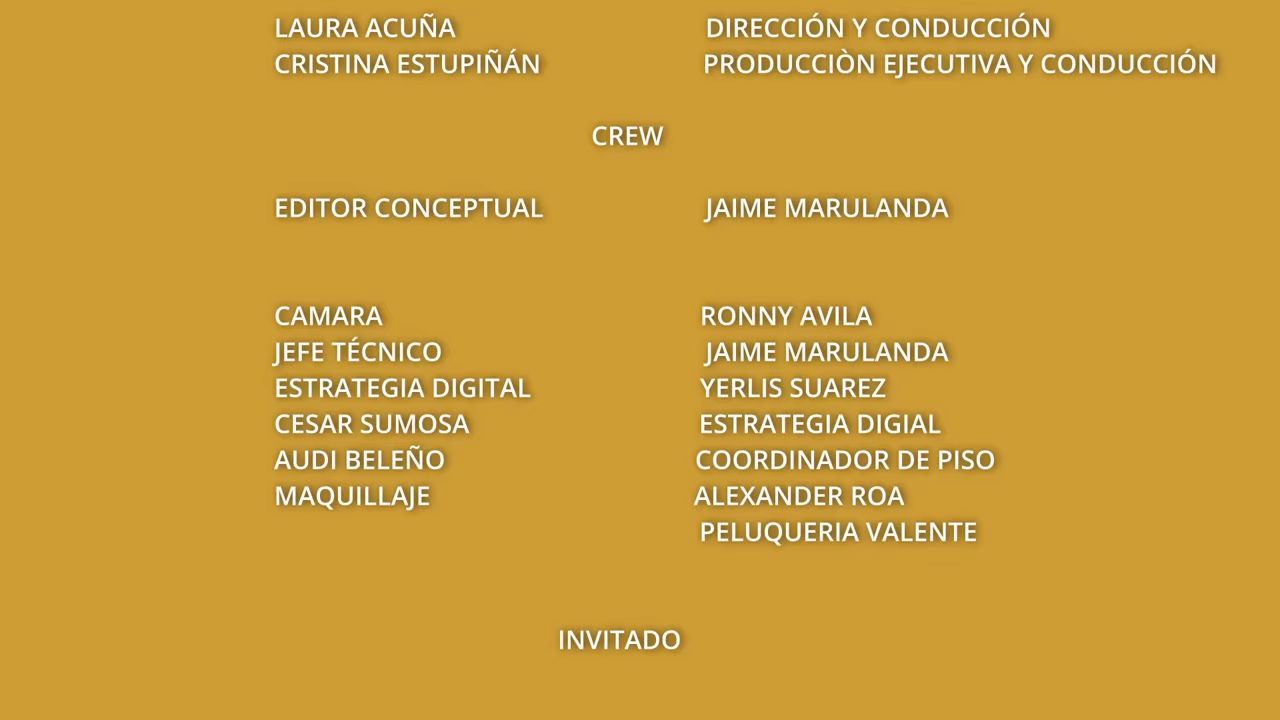 LAURA ACUÑA DIRECCIÓN Y CONDUCCIÓN
CRISTINA ESTUPIÑÁN PRODUCCIÒN EJECUTIVA Y CONDUCCIÓN
CREW
EDITOR CONCEPTUAL JAIME MARULANDA
CAMARA RONNY AVILA
JEFE TÉCNICO JAIME MARULANDA
ESTRATEGIA DIGITAL YERLIS SUAREZ
CESAR SUMOSA ESTRATEGIA DIGIAL
AUDI BELEÑO COORDINADOR DE PISO
MAQUILLAJE ALEXANDER ROA
PELUQUERIA VALENTE
INVITADO